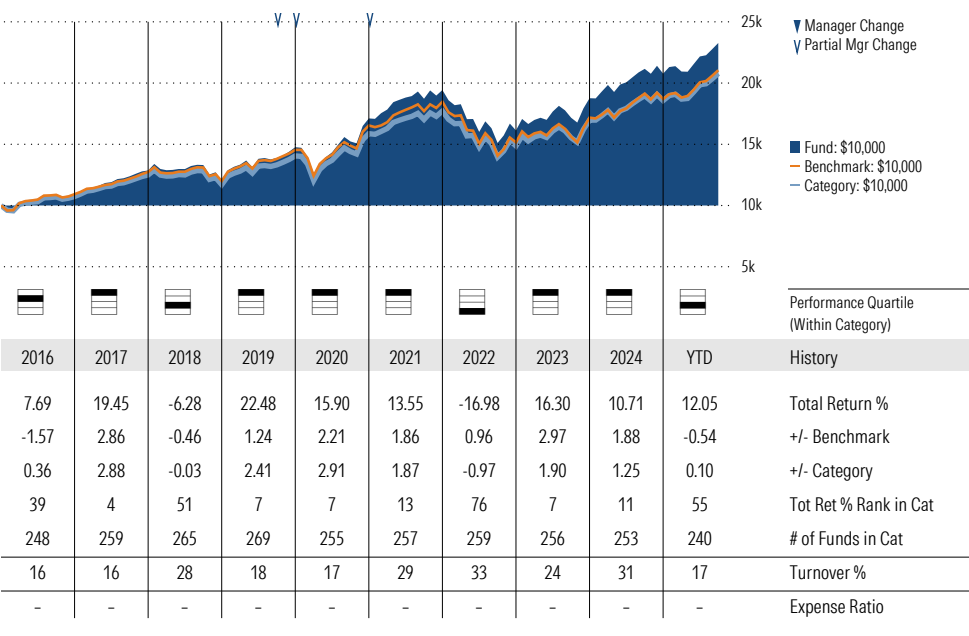 25k
▼ Manager Change
∨ Partial Mgr Change
20k
15k
Fund: $10,000
Benchmark: $10,000
Category: $10,000
10k
5k
Performance Quartile
(Within Category)
2016 2017 2018 2019 2020 2021 2022 2023 2024 YTD History
7.69 19.45 -6.28 22.48 15.90 13.55 -16.98 16.30 10.71 12.05 Total Return %
-1.57 2.86 -0.46 1.24 2.21 1.86 0.96 2.97 1.88 -0.54 +/- Benchmark
0.36 2.88 -0.03 2.41 2.91 1.87 -0.97 1.90 1.25 0.10 +/- Category
39 4 51 7 7 13 76 7 11 55 Tot Ret % Rank in Cat
248 259 265 269 255 257 259 256 253 240 # of Funds in Cat
16 16 28 18 17 29 33 24 31 17 Turnover %
– – – – – – – – – – Expense Ratio